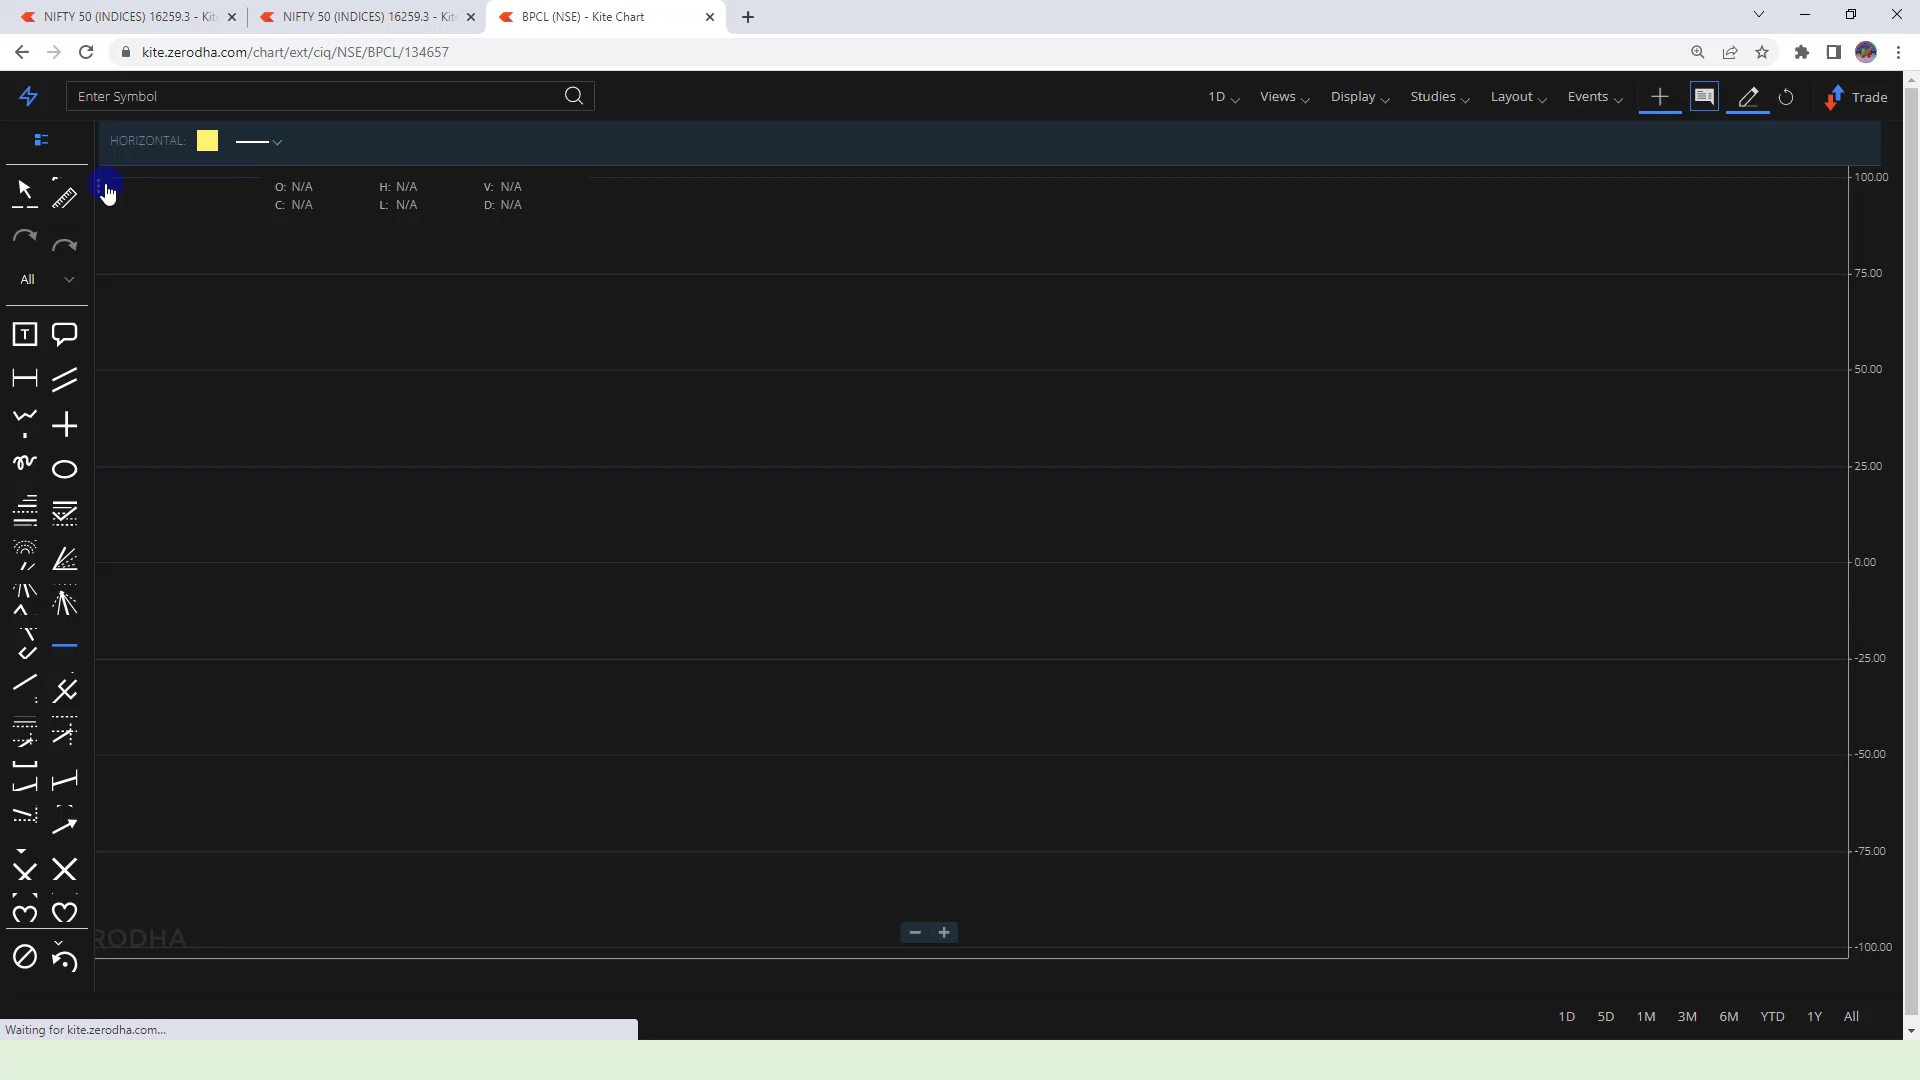 NIFTY 50 (INDICES) 16259.3 - Kit
NIFTY 50 (INDICES) 16259.3 - Kite
BPCL (NSE) - Kite Chart
kite.zerodha.com/chart/ext/ciq/NSE/BPCL/134657
Enter Symbol
1D
Views
Display
Studies
Layout
Events
Trade
HORIZONTAL:
O: N/A
H: N/A
V: N/A
C: N/A
L: N/A
D: N/A
All
T
100.00
75.00
50.00
25.00
0.00
-25.00
-50.00
-75.00
-100.00
RODHA
1D 5D 1M 3M 6M YTD 1Y All
Waiting for kite.zerodha.com...